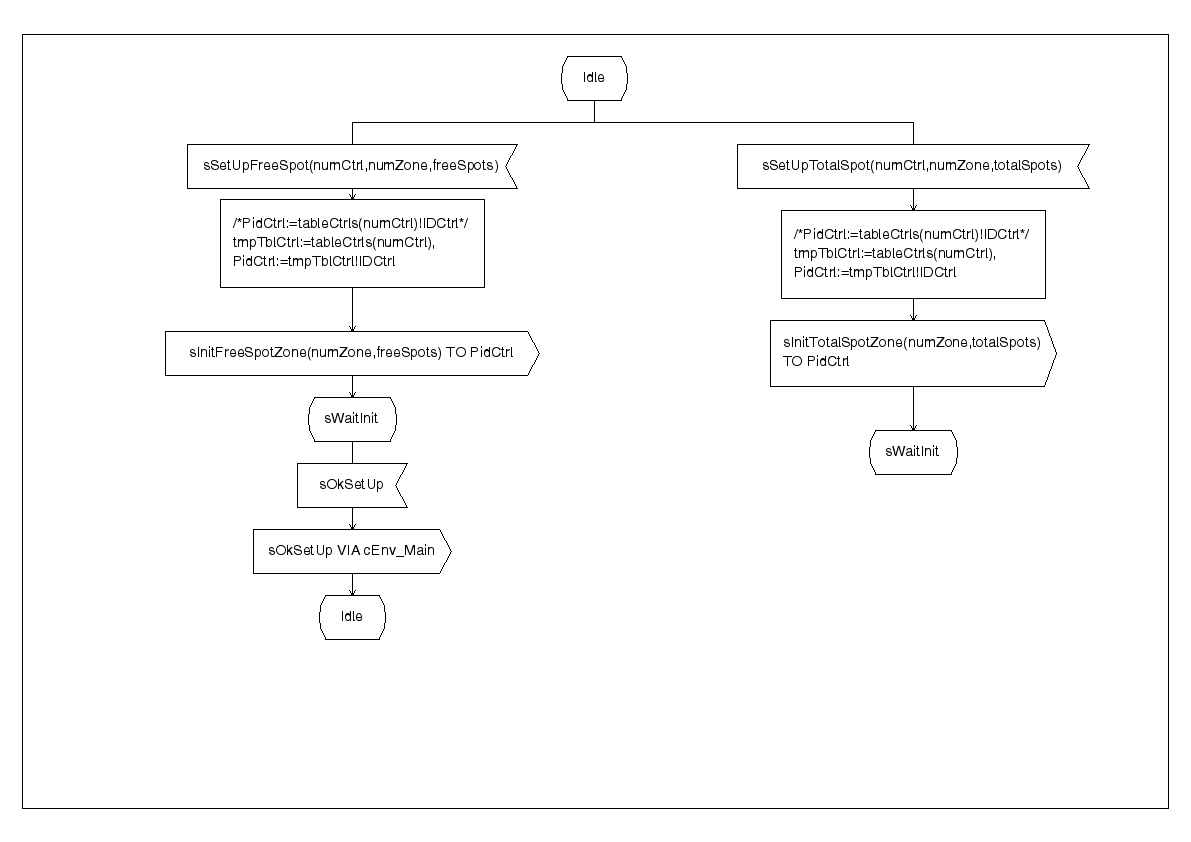 Idle
sSetUpFreeSpot(numCtrl,numZone,freeSpots)
/*PidCtrl:=tableCtrls(numCtrl)!IDCtrl*/
tmpTblCtrl:=tableCtrls(numCtrl),
PidCtrl:=tmpTblCtrl!IDCtrl
sInitFreeSpotZone(numZone,freeSpots) TO PidCtrl
sWaitInit
sOkSetUp
sOkSetUp VIA cEnv_Main
Idle
sSetUpTotalSpot(numCtrl,numZone,totalSpots)
/*PidCtrl:=tableCtrls(numCtrl)!IDCtrl*/
tmpTblCtrl:=tableCtrls(numCtrl),
PidCtrl:=tmpTblCtrl!IDCtrl
sInitTotalSpotZone(numZone,totalSpots)
TO PidCtrl
sWaitInit